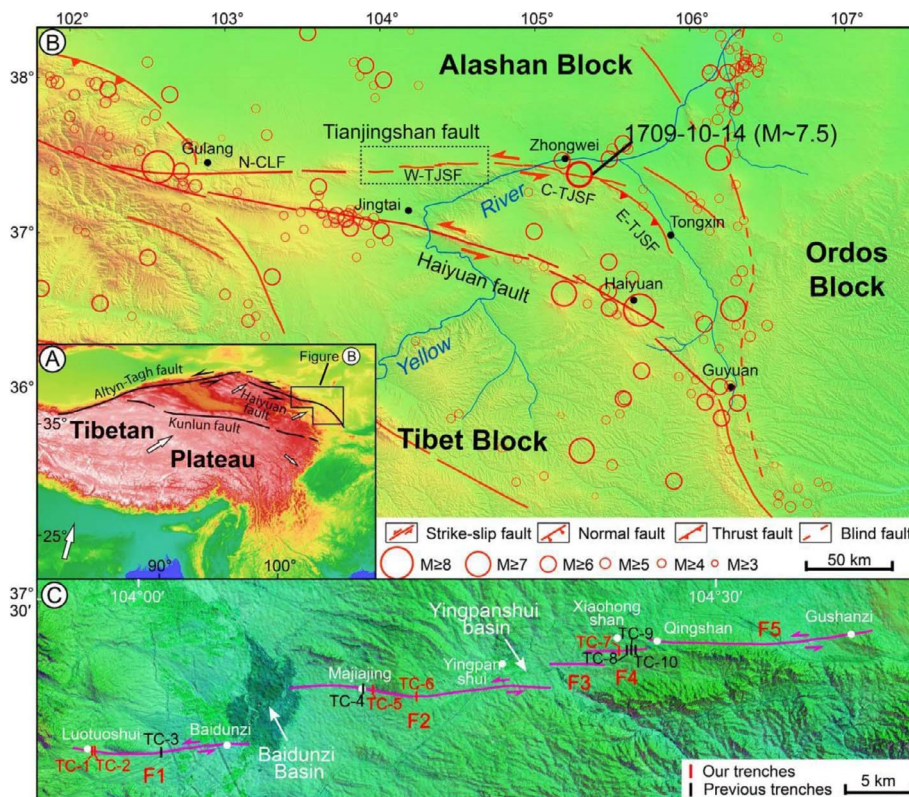 102° 103° 104° 105° 106° 107°
B
38°
Alashan Block
Tianjingshan fault
1709-10-14 (M~7.5)
Zhongwei
Gulang
N-CLF
W-TJSF
C-TJSF
E-TJSF
River
Jingtai
37°
Tongxin
Haiyuan fault
Ordos
Block
Haiyuan
Yellow
Guyuan
36°
Tibet Block
A
Figure B
Altyn-Tagh fault
Haiyuan
fault
35°
Kunlun fault
Tibetan
Plateau
25°
90° 100°
Strike-slip fault Normal fault Thrust fault Blind fault
M≥8 M≥7 M≥6 M≥5 M≥4 M≥3
50 km
37°
30'
C
104°00' 104°30'
Yingpanshui
basin
Xiaohong
shan
TC-9
Qingshan
F5
Gushanzi
TC-7
TC-8
TC-10
F3
F4
Majiajing
Yingpan
shui
TC-6
TC-4
TC-5
F2
TC-3
Luotuoshui
Baidunzi
TC-1
TC-2
F1
Baidunzi
Basin
Our trenches
Previous trenches
5 km